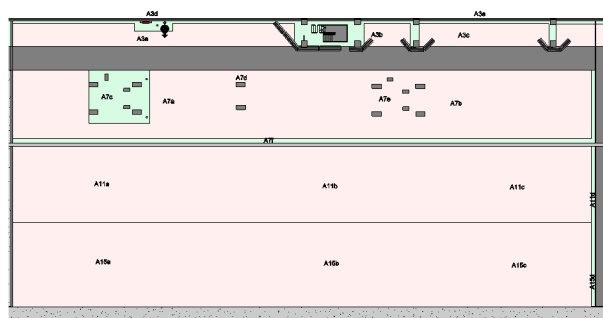 A3d A3e
A3a A3b A3c
A7d
A7c A7a A7e A7b
A7f
A11a A11b A11c A11d
A15a A15b A15c A15d